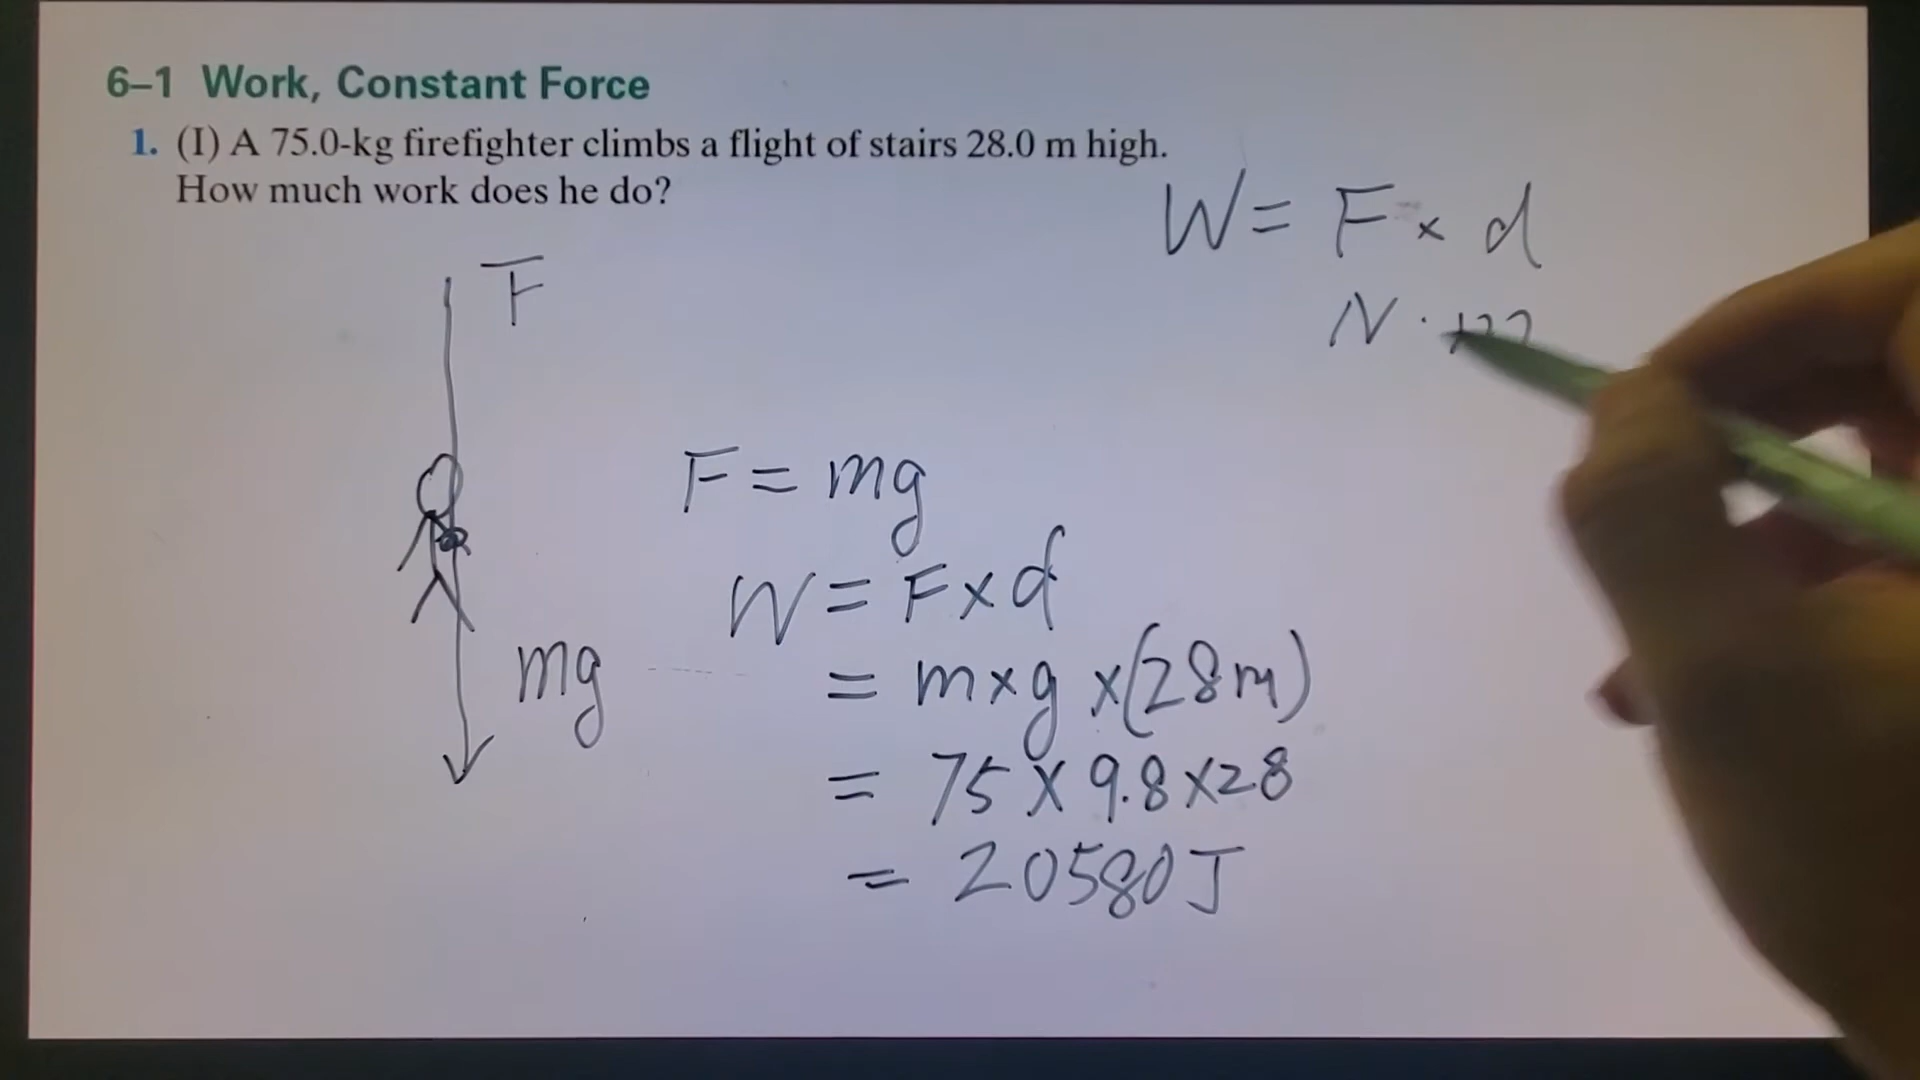 6–1 Work, Constant Force
1. (I) A 75.0-kg firefighter climbs a flight of stairs 28.0 m high.
How much work does he do?
W = F × d
N · m
F
F = mg
W = F × d
mg
= m × g × (28m)
= 75 × 9.8 × 28
= 20580 J